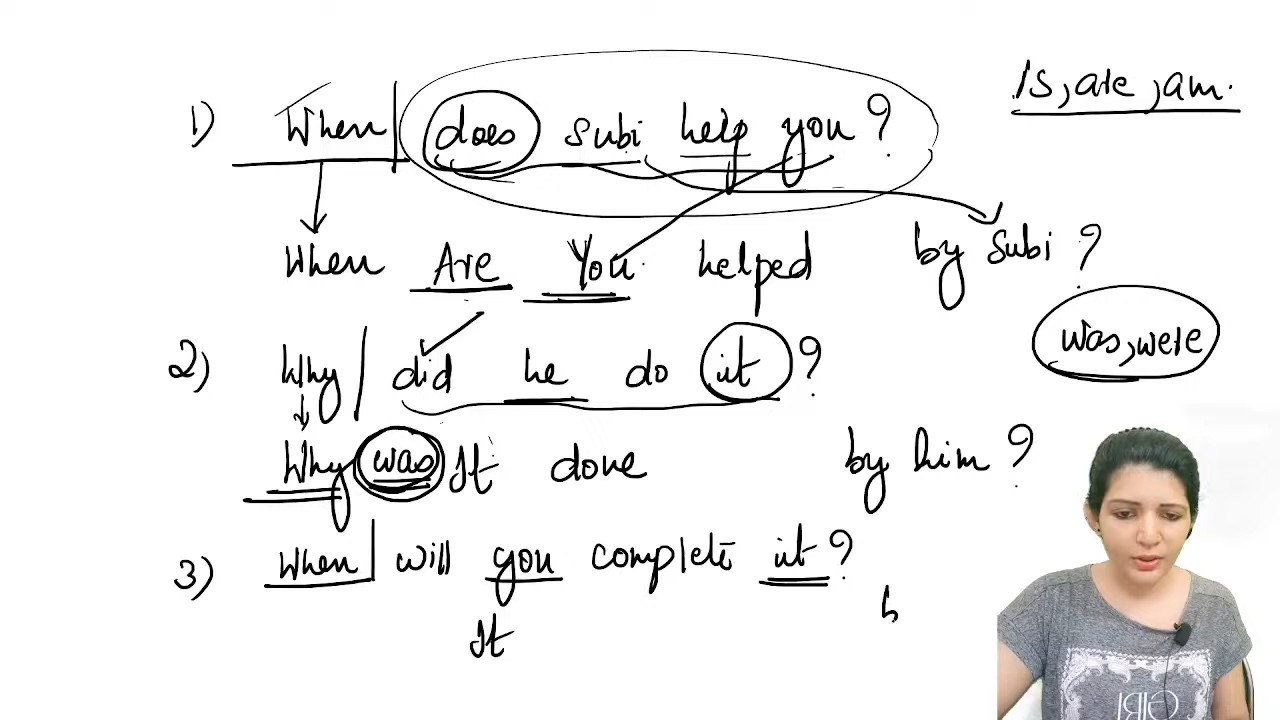 is, are, am.
1) When does subi help you?
When Are You helped by subi?
was, were
2) Why did he do it?
Why was It done by him?
3) When will you complete it?
It b
GIRL